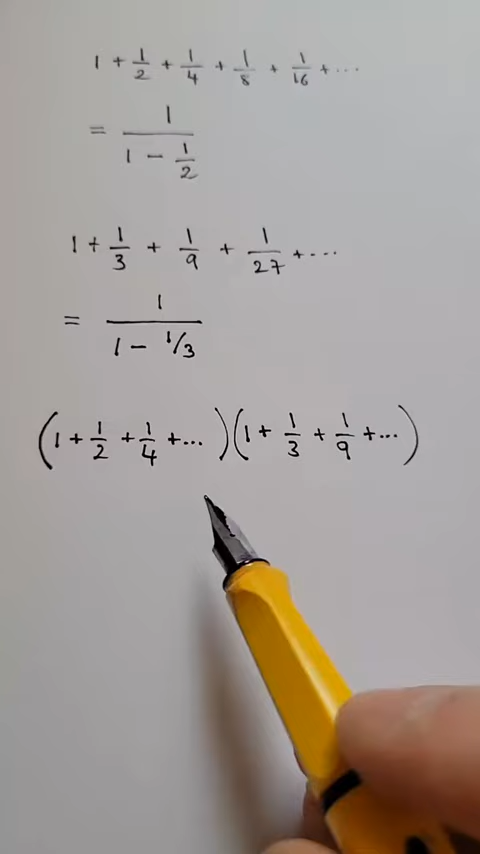 1 + 1/2 + 1/4 + 1/8 + 1/16 + ...
= 1/(1 - 1/2)
1 + 1/3 + 1/9 + 1/27 + ...
= 1/(1 - 1/3)
(1 + 1/2 + 1/4 + ...)(1 + 1/3 + 1/9 + ...)